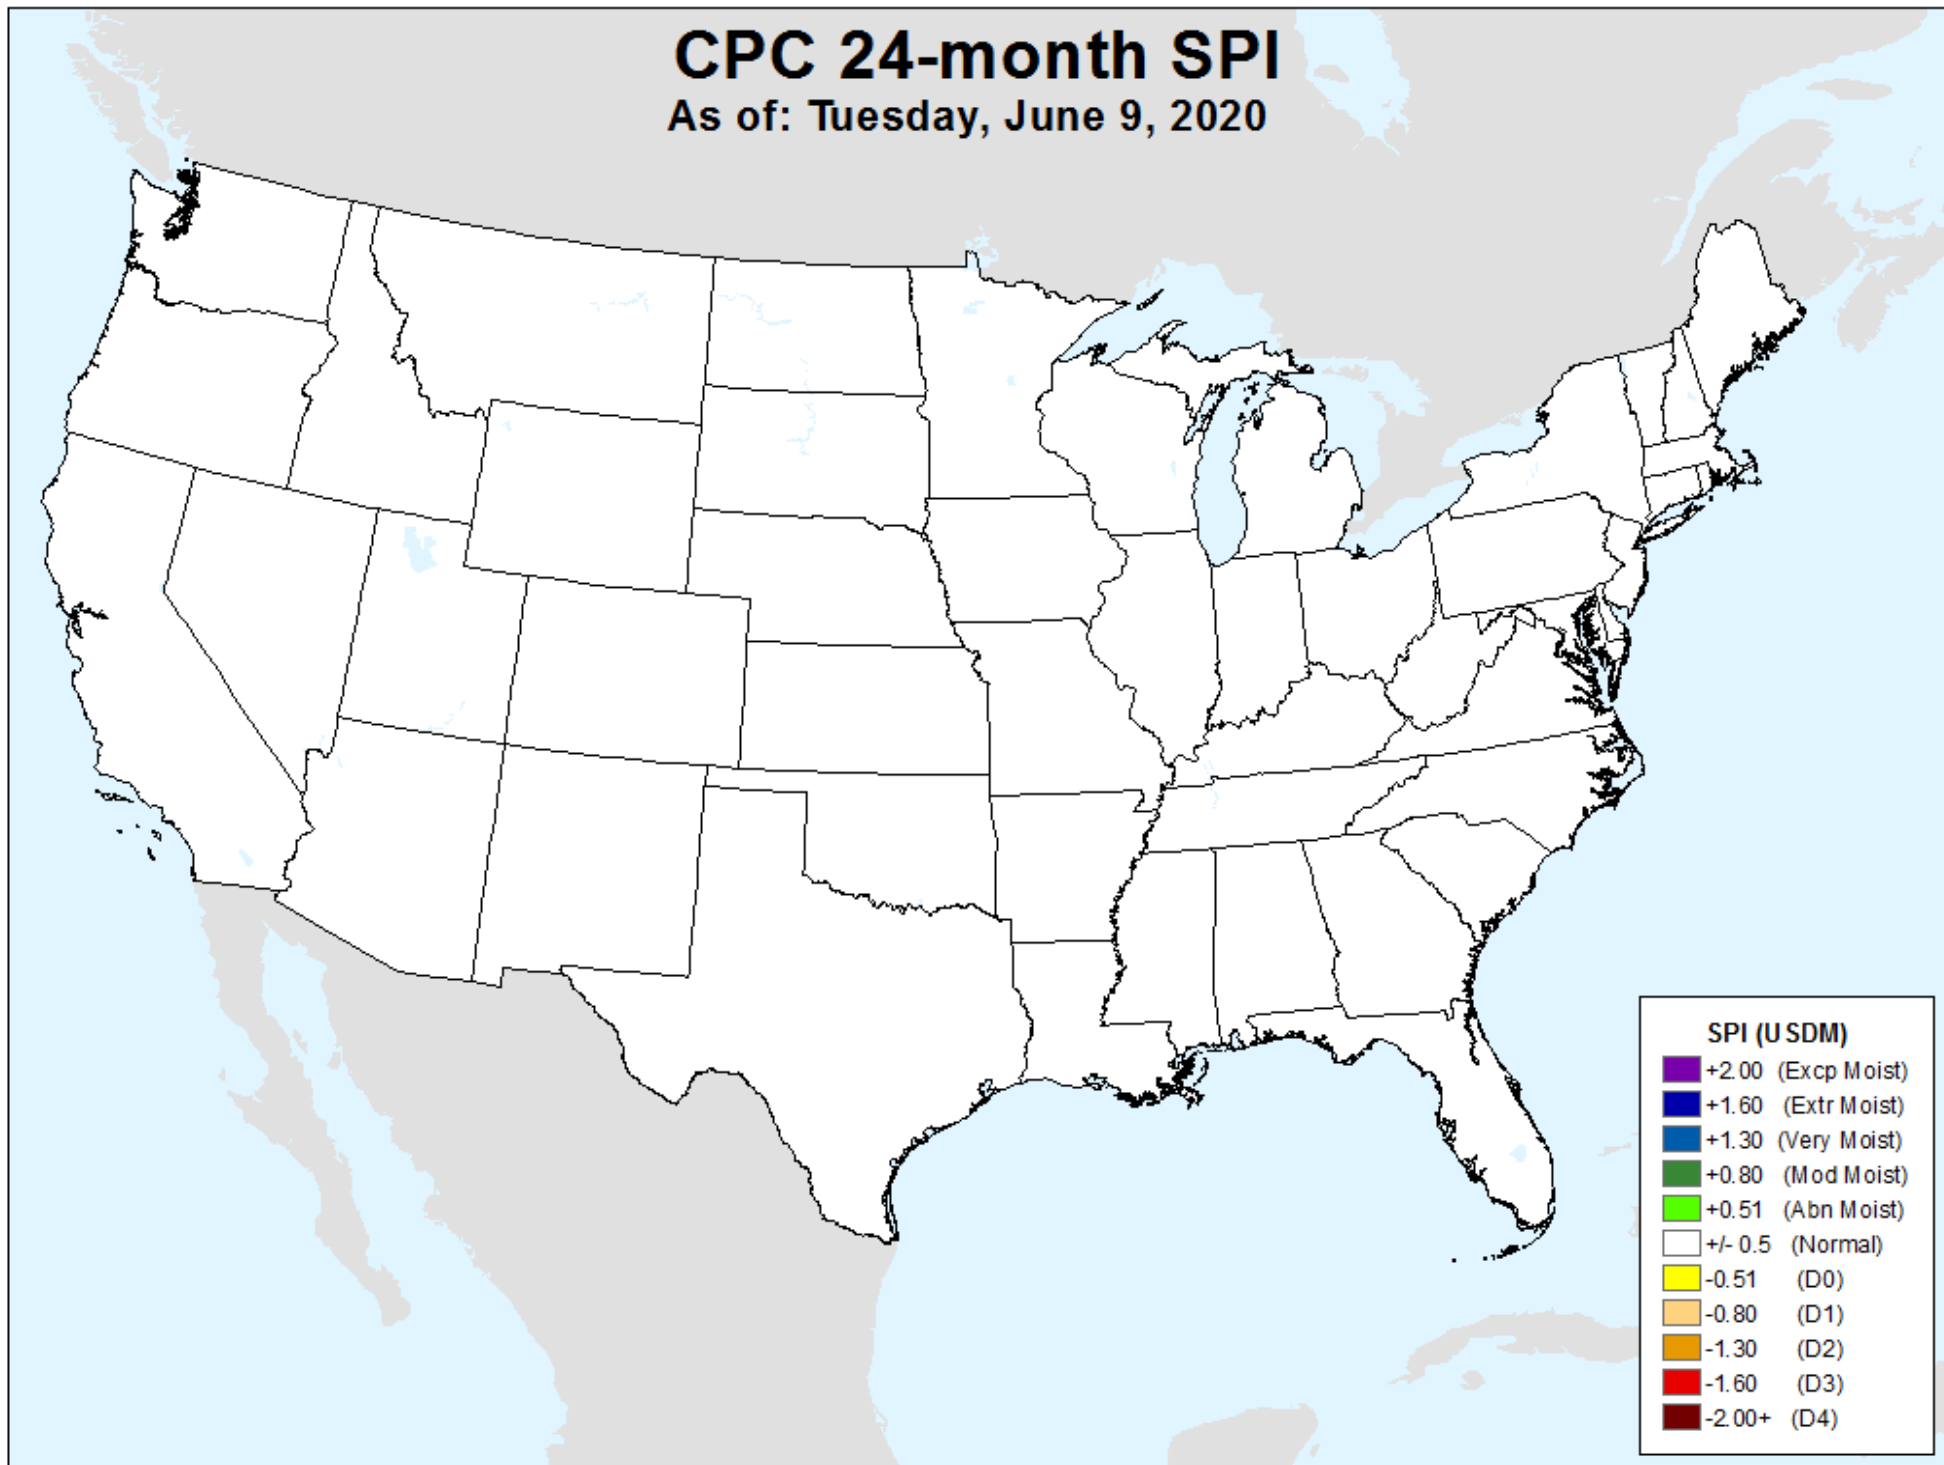 CPC 24-month SPI
As of: Tuesday, June 9, 2020
SPI (USDM)
+2.00 (Excp Moist)
+1.60 (Extr Moist)
+1.30 (Very Moist)
+0.80 (Mod Moist)
+0.51 (Abn Moist)
+/- 0.5 (Normal)
-0.51 (D0)
-0.80 (D1)
-1.30 (D2)
-1.60 (D3)
-2.00+ (D4)